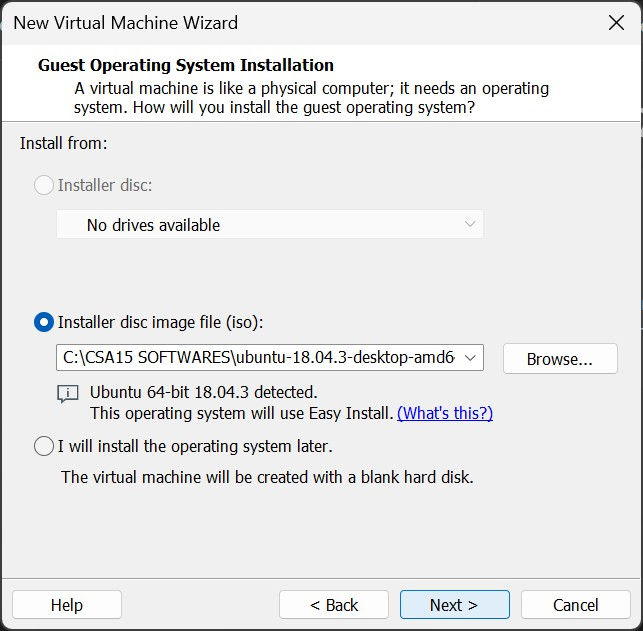 New Virtual Machine Wizard
Guest Operating System Installation
A virtual machine is like a physical computer; it needs an operating
system. How will you install the guest operating system?
Install from:
Installer disc:
No drives available
Installer disc image file (iso):
C:\CSA15 SOFTWARES\ubuntu-18.04.3-desktop-amd6
Browse...
Ubuntu 64-bit 18.04.3 detected.
This operating system will use Easy Install. (What's this?)
I will install the operating system later.
The virtual machine will be created with a blank hard disk.
Help
< Back
Next >
Cancel